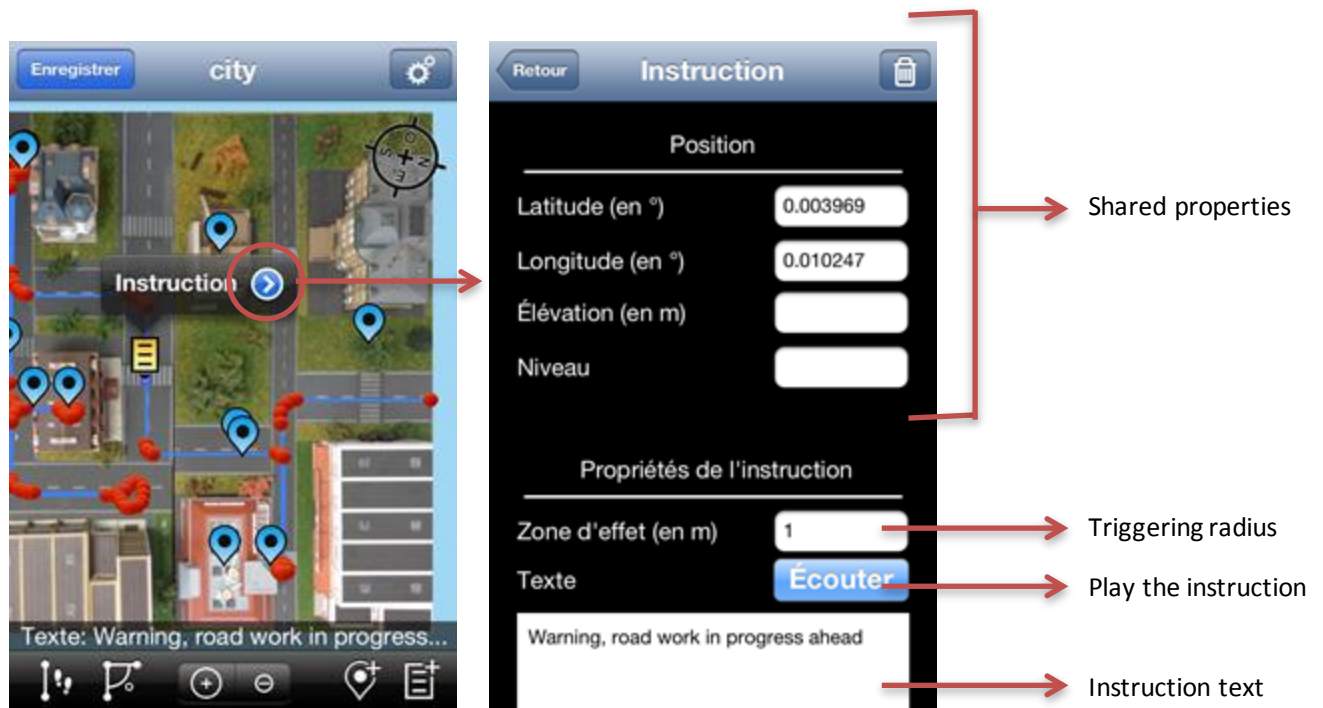 Enregistrer
city
O
S
N
E
Instruction
Texte: Warning, road work in progress...
Retour
Instruction
Position
Latitude (en °)
0.003969
Longitude (en °)
0.010247
Élévation (en m)
Niveau
Propriétés de l'instruction
Zone d'effet (en m)
1
Texte
Écouter
Warning, road work in progress ahead
Shared properties
Triggering radius
Play the instruction
Instruction text